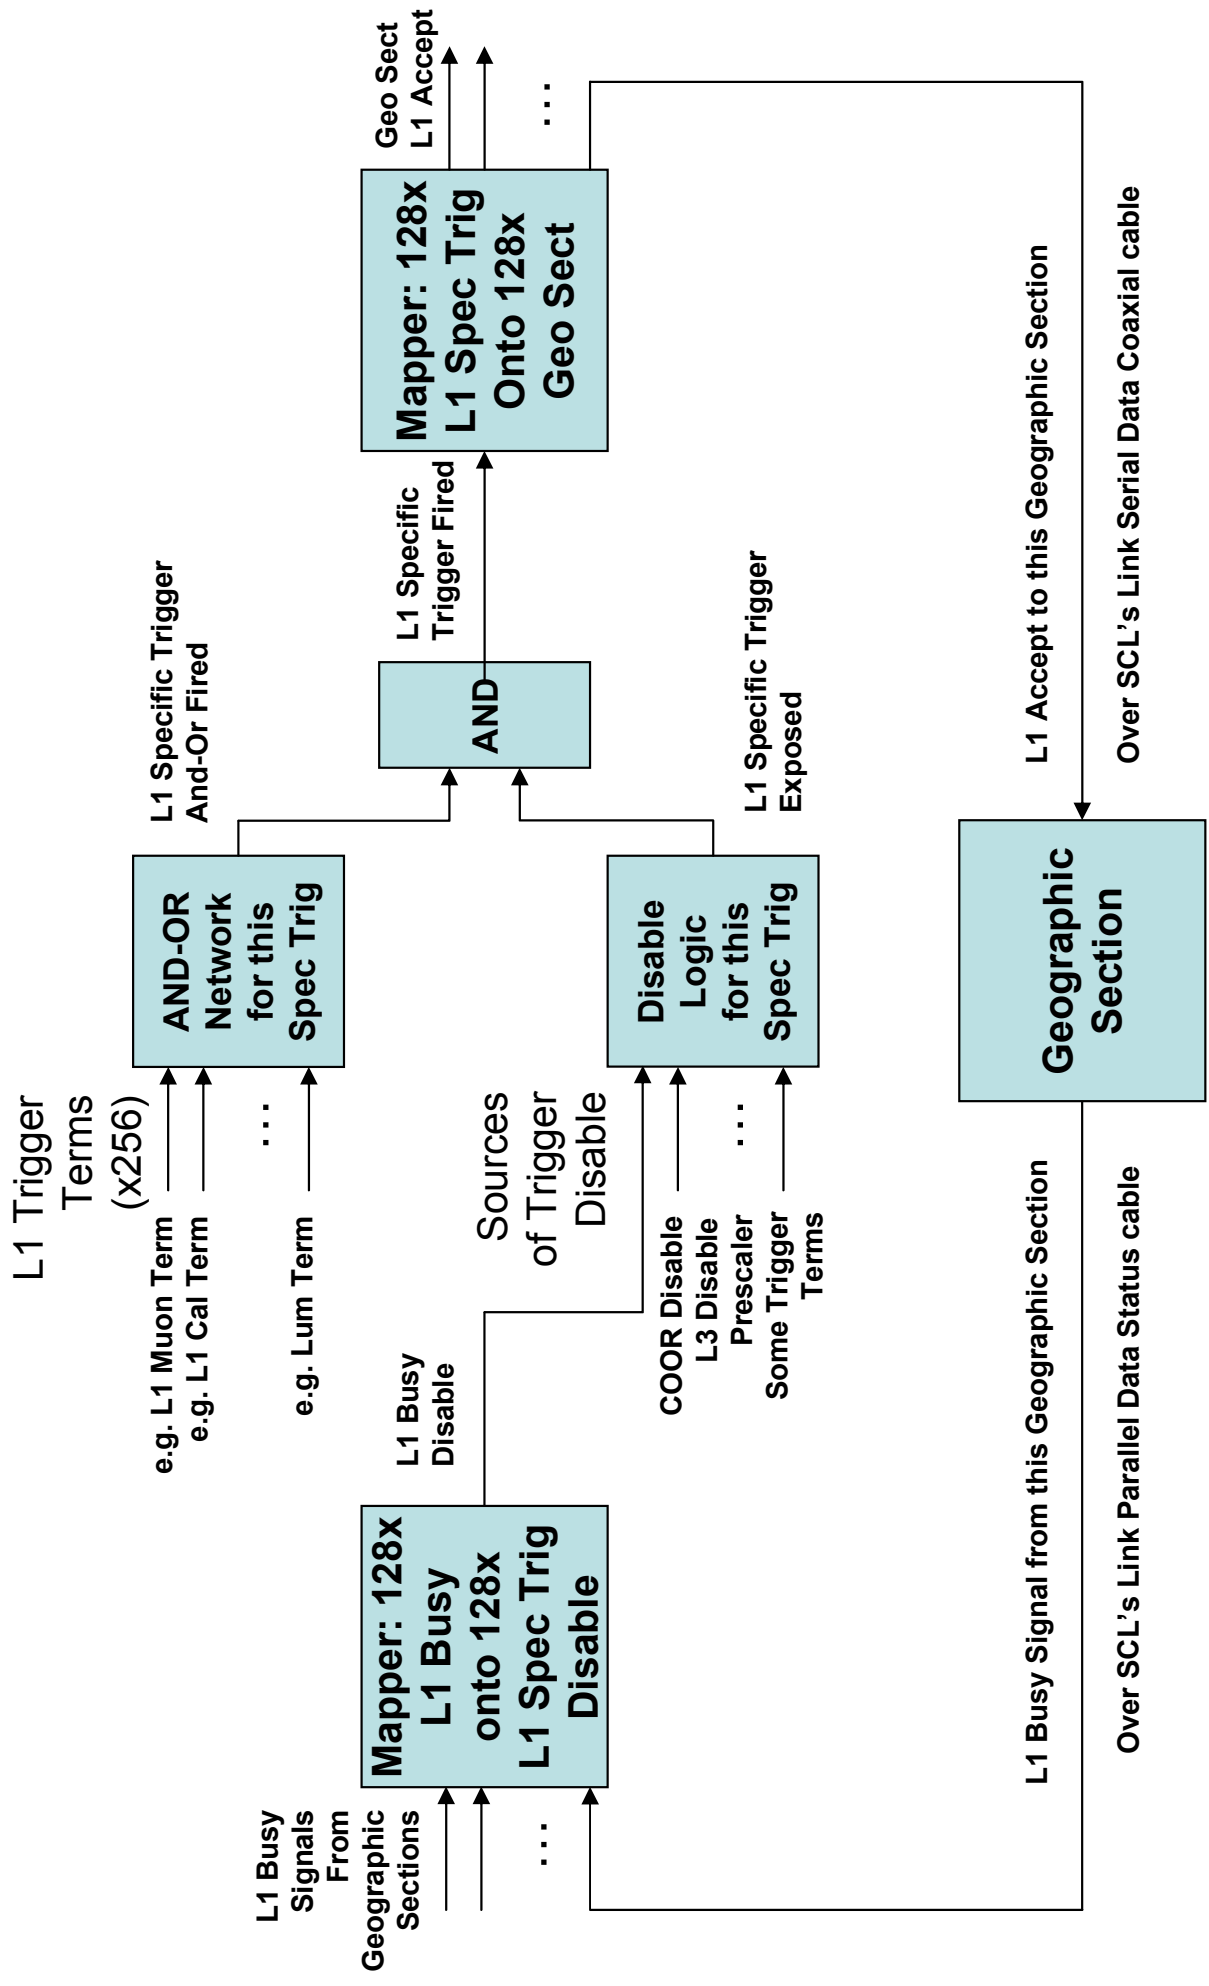 L1 Trigger
Terms
(x256)
e.g. L1 Muon Term
e.g. L1 Cal Term
...
e.g. Lum Term
AND-OR
Network
for this
Spec Trig
L1 Specific Trigger
And-Or Fired
L1 Busy
Signals
From
Geographic
Sections
...
Mapper: 128x
L1 Busy
onto 128x
L1 Spec Trig
Disable
L1 Busy
Disable
Sources
of Trigger
Disable
COOR Disable
L3 Disable
Prescaler
...
Some Trigger
Terms
Disable
Logic
for this
Spec Trig
L1 Specific Trigger
Exposed
AND
L1 Specific
Trigger Fired
Mapper: 128x
L1 Spec Trig
Onto 128x
Geo Sect
Geo Sect
L1 Accept
...
L1 Busy Signal from this Geographic Section
Over SCL's Link Parallel Data Status cable
Geographic
Section
L1 Accept to this Geographic Section
Over SCL's Link Serial Data Coaxial cable